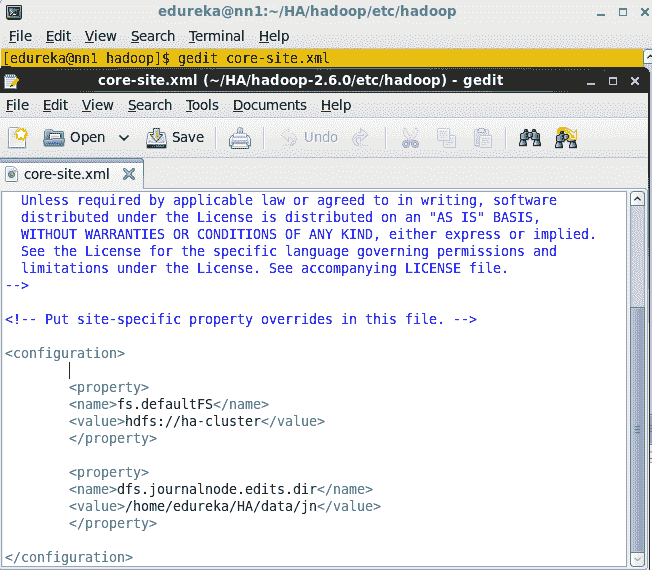 edureka@nn1:~/HA/hadoop/etc/hadoop
File Edit View Search Terminal Help
[edureka@nn1 hadoop]$ gedit core-site.xml
core-site.xml (~/HA/hadoop-2.6.0/etc/hadoop) - gedit
File Edit View Search Tools Documents Help
Open Save Undo
core-site.xml
Unless required by applicable law or agreed to in writing, software
distributed under the License is distributed on an "AS IS" BASIS,
WITHOUT WARRANTIES OR CONDITIONS OF ANY KIND, either express or implied.
See the License for the specific language governing permissions and
limitations under the License. See accompanying LICENSE file.
-->
<!-- Put site-specific property overrides in this file. -->
<configuration>
<property>
<name>fs.defaultFS</name>
<value>hdfs://ha-cluster</value>
</property>
<property>
<name>dfs.journalnode.edits.dir</name>
<value>/home/edureka/HA/data/jn</value>
</property>
</configuration>